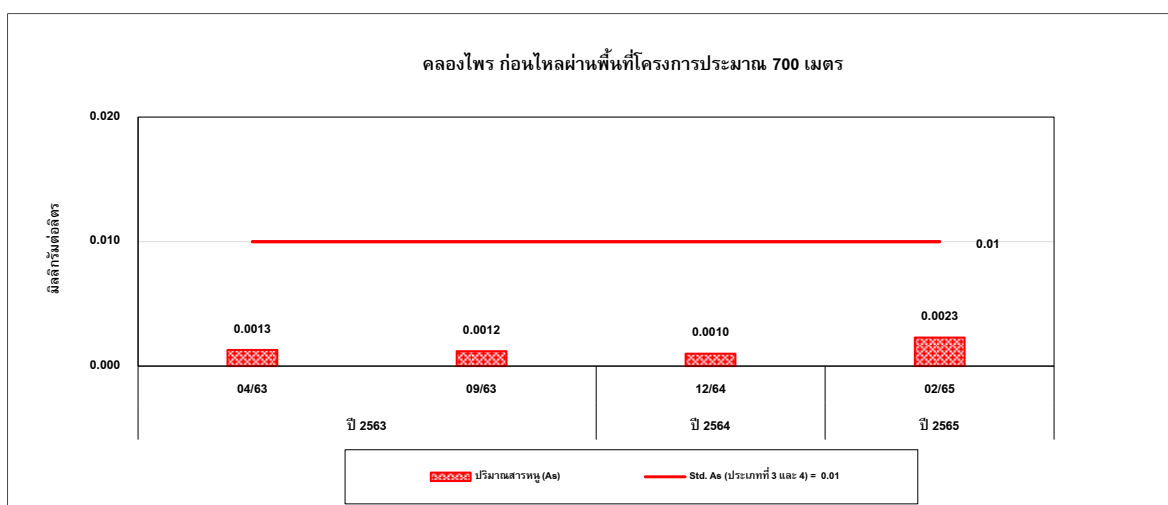 คลองไพร ก่อนไหลผ่านพื้นที่โครงการประมาณ 700 เมตร
0.020
มิลลิกรัมต่อลิตร
0.010
0.01
0.0013 0.0012 0.0010 0.0023
0.000
04/63 09/63 12/64 02/65
ปี 2563 ปี 2564 ปี 2565
ปริมาณสารหนู (As) Std. As (ประเภทที่ 3 และ 4) = 0.01